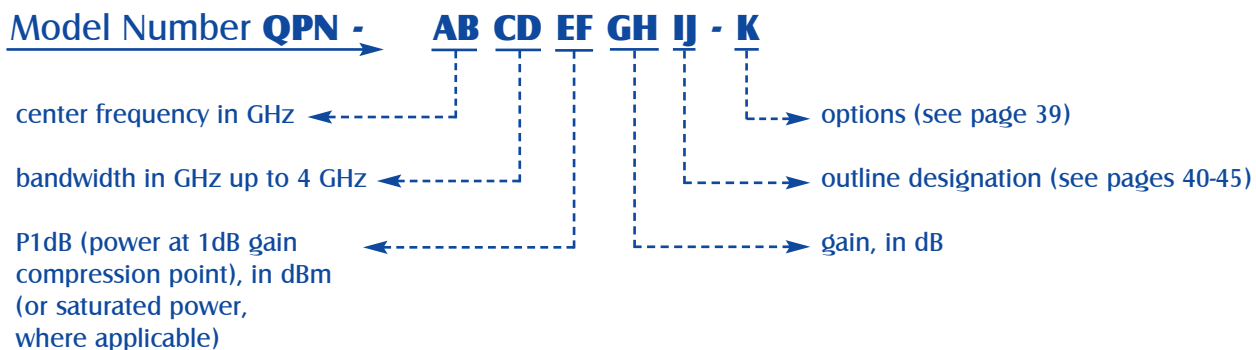 Model Number QPN - AB CD EF GH IJ - K
center frequency in GHz
options (see page 39)
bandwidth in GHz up to 4 GHz
outline designation (see pages 40-45)
P1dB (power at 1dB gain
compression point), in dBm
(or saturated power,
where applicable)
gain, in dB